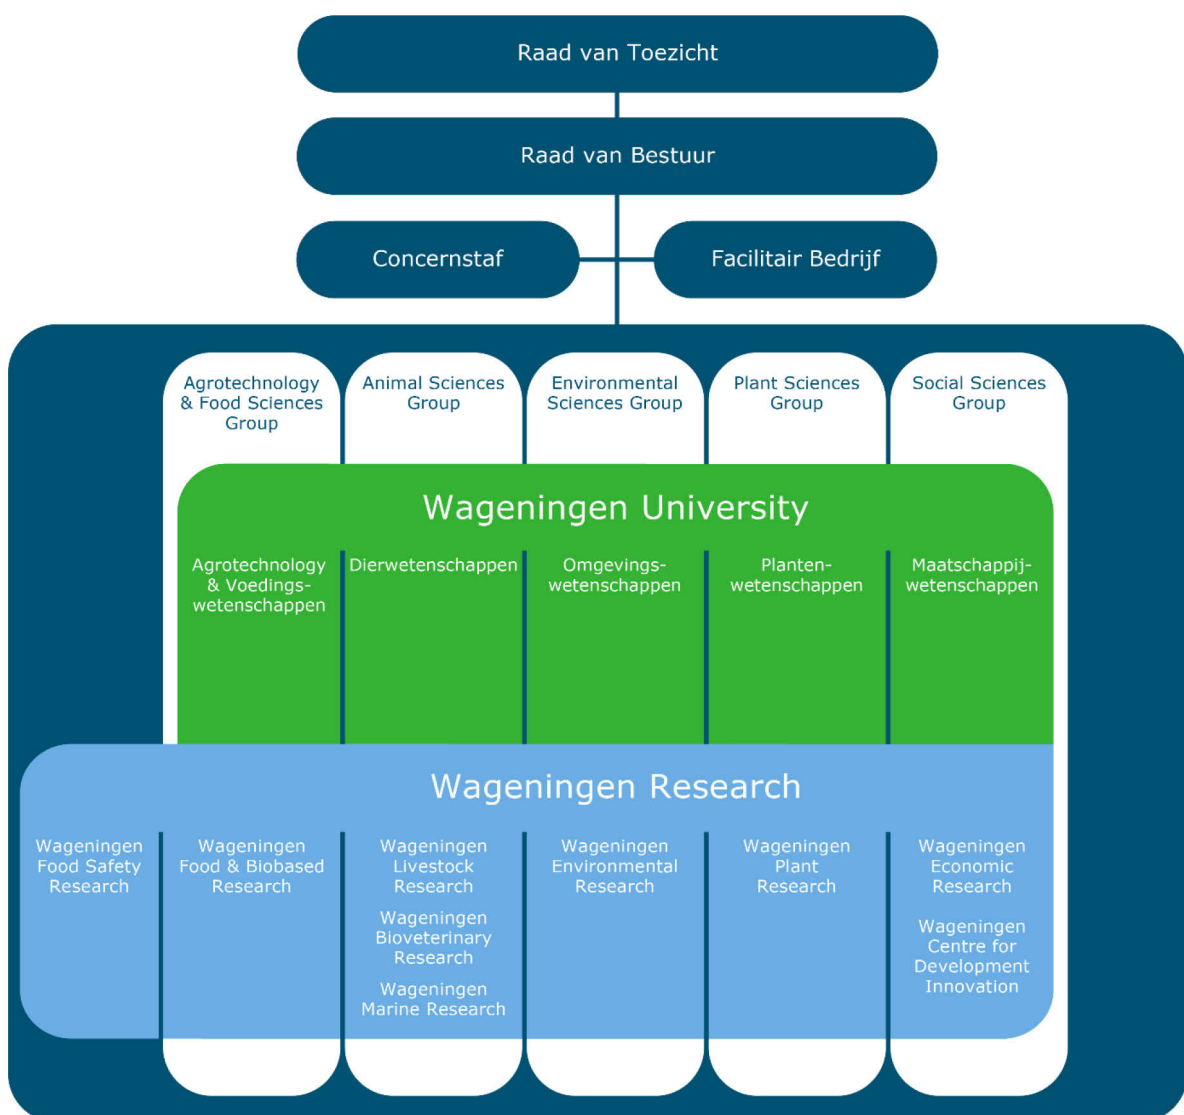 Raad van Toezicht
Raad van Bestuur
Concernstaf
Facilitair Bedrijf
Agrotechnology
& Food Sciences
Group
Animal Sciences
Group
Environmental
Sciences Group
Plant Sciences
Group
Social Sciences
Group
Wageningen University
Agrotechnology
& Voedings-
wetenschappen
Dierwetenschappen
Omgevings-
wetenschappen
Planten-
wetenschappen
Maatschappij-
wetenschappen
Wageningen Research
Wageningen
Food Safety
Research
Wageningen
Food & Biobased
Research
Wageningen
Livestock
Research
Wageningen
Bioveterinary
Research
Wageningen
Marine Research
Wageningen
Environmental
Research
Wageningen
Plant
Research
Wageningen
Economic
Research
Wageningen
Centre for
Development
Innovation